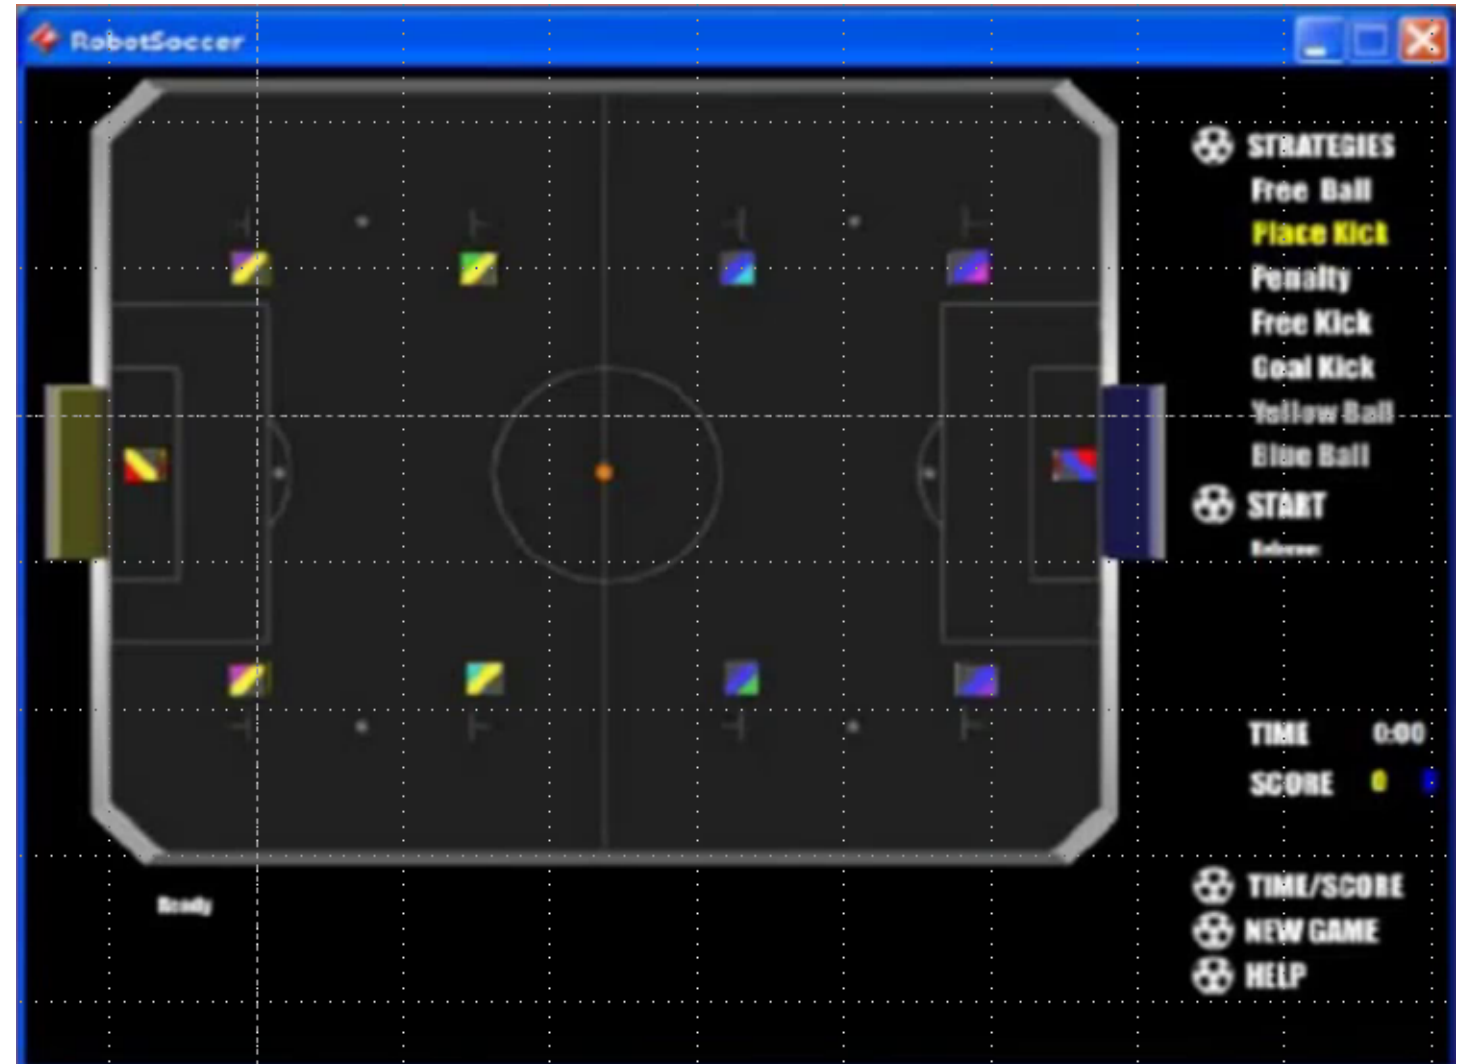 RobotSoccer
STRATEGIES
Free Ball
Place Kick
Penalty
Free Kick
Goal Kick
Yellow Ball
Blue Ball
START
TIME 0:00
SCORE 0
Ready
TIME/SCORE
NEW GAME
HELP